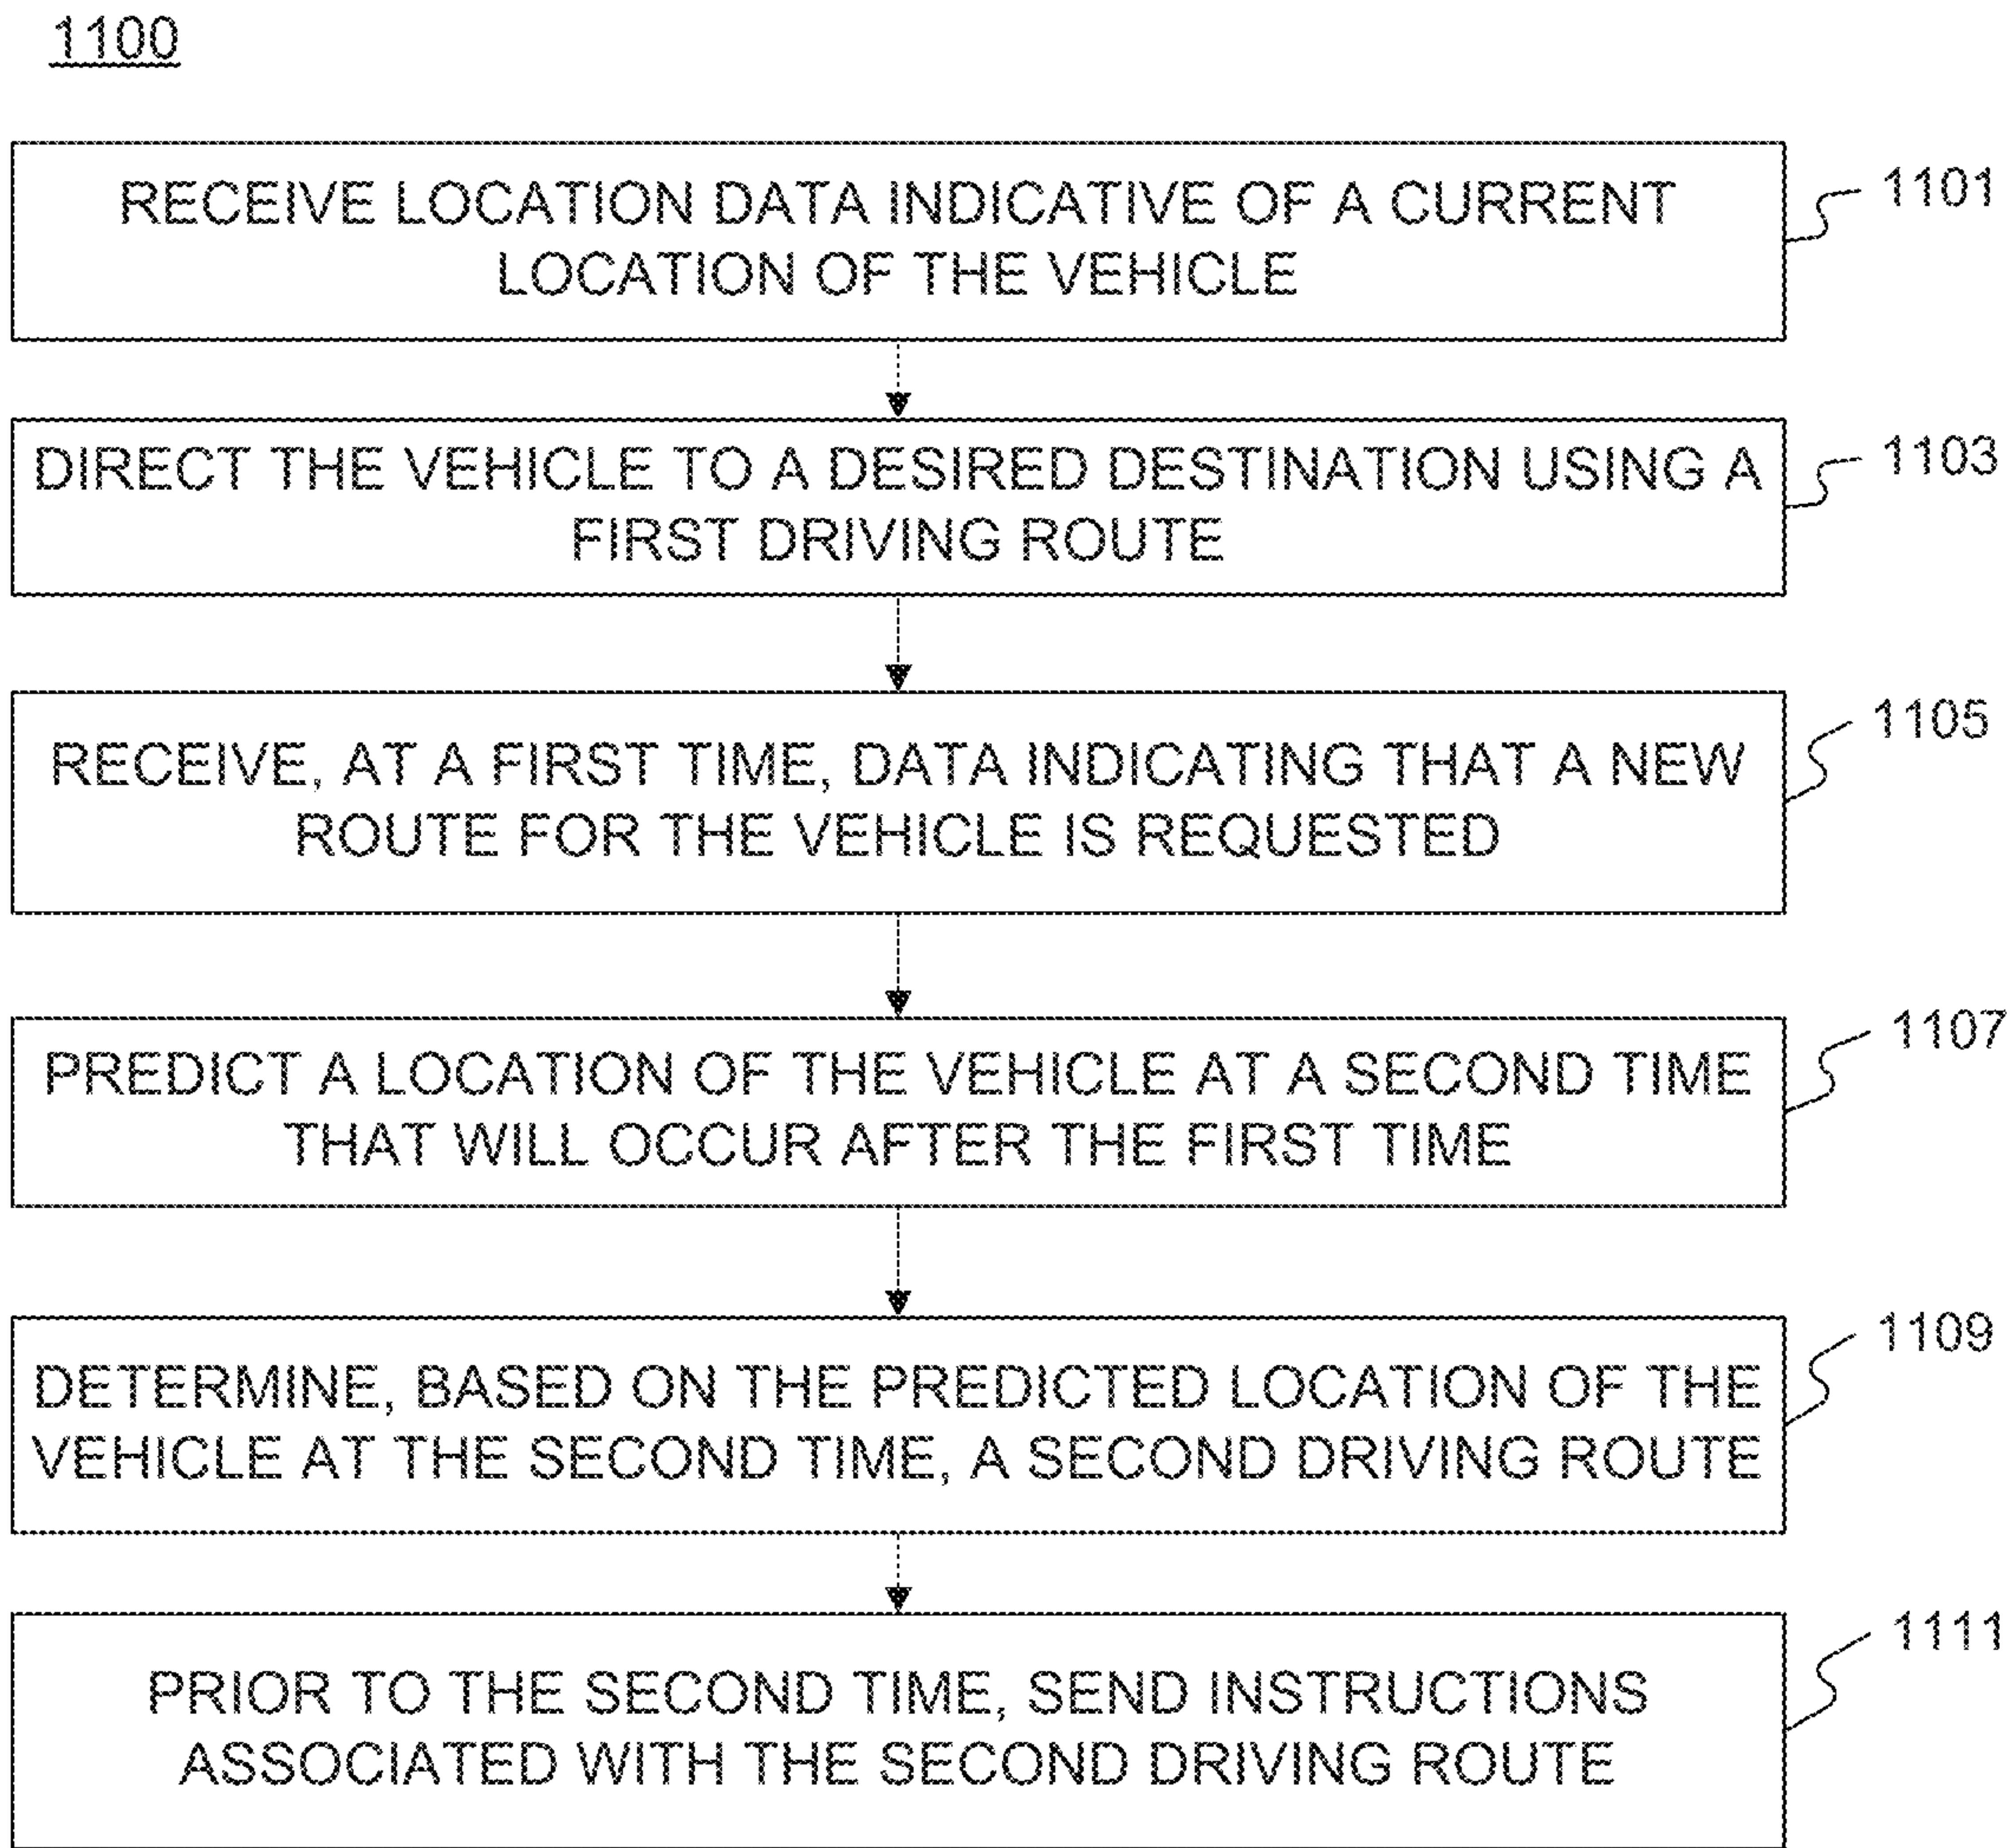 1100
RECEIVE LOCATION DATA INDICATIVE OF A CURRENT
LOCATION OF THE VEHICLE
1101
DIRECT THE VEHICLE TO A DESIRED DESTINATION USING A
FIRST DRIVING ROUTE
1103
RECEIVE, AT A FIRST TIME, DATA INDICATING THAT A NEW
ROUTE FOR THE VEHICLE IS REQUESTED
1105
PREDICT A LOCATION OF THE VEHICLE AT A SECOND TIME
THAT WILL OCCUR AFTER THE FIRST TIME
1107
DETERMINE, BASED ON THE PREDICTED LOCATION OF THE
VEHICLE AT THE SECOND TIME, A SECOND DRIVING ROUTE
1109
PRIOR TO THE SECOND TIME, SEND INSTRUCTIONS
ASSOCIATED WITH THE SECOND DRIVING ROUTE
1111